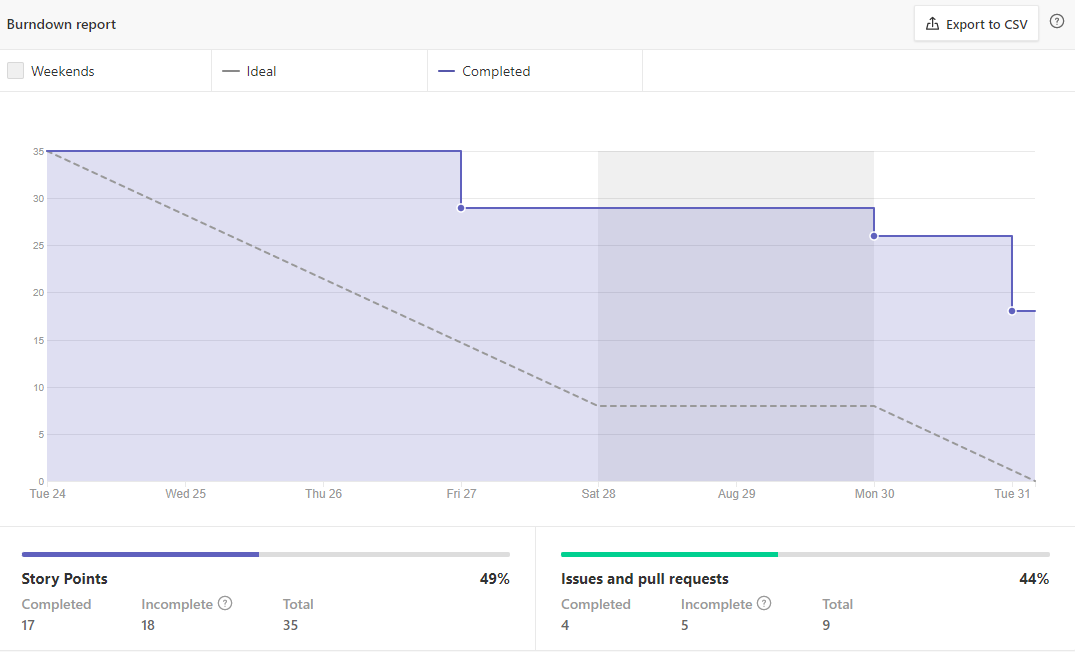 Burndown report
Export to CSV
Weekends
Ideal
Completed
35
30
25
20
15
10
5
0
Tue 24 Wed 25 Thu 26 Fri 27 Sat 28 Aug 29 Mon 30 Tue 31
Story Points 49%
Completed Incomplete ? Total
17 18 35
Issues and pull requests 44%
Completed Incomplete ? Total
4 5 9